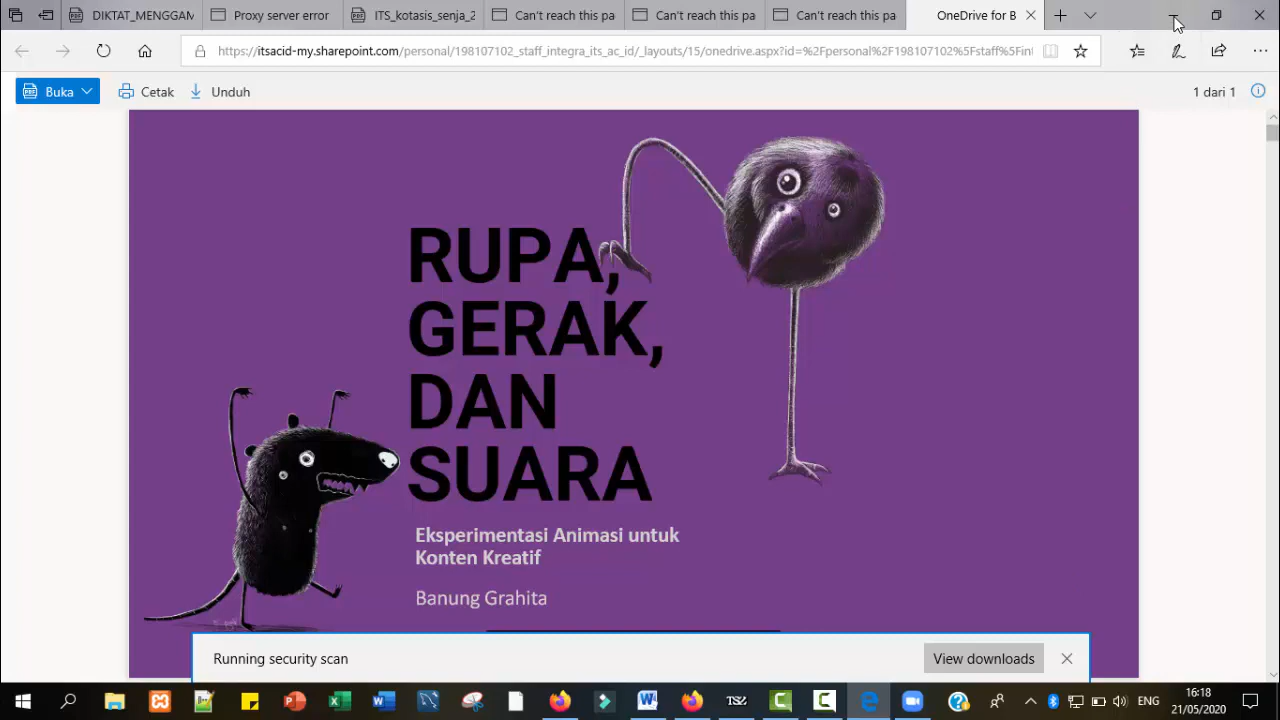 DIKTAT_MENGGAM
Proxy server error
ITS_kotasis_senja_2
Can't reach this pa
Can't reach this pa
Can't reach this pa
OneDrive for B
https://itsacid-my.sharepoint.com/personal/198107102_staff_integra_its_ac_id/_layouts/15/onedrive.aspx?id=%2Fpersonal%2F198107102%5Fstaff%5Fint
Buka
Cetak
Unduh
1 dari 1
RUPA,
GERAK,
DAN
SUARA
Eksperimentasi Animasi untuk
Konten Kreatif
Banung Grahita
Running security scan
View downloads
ENG
16:18
21/05/2020